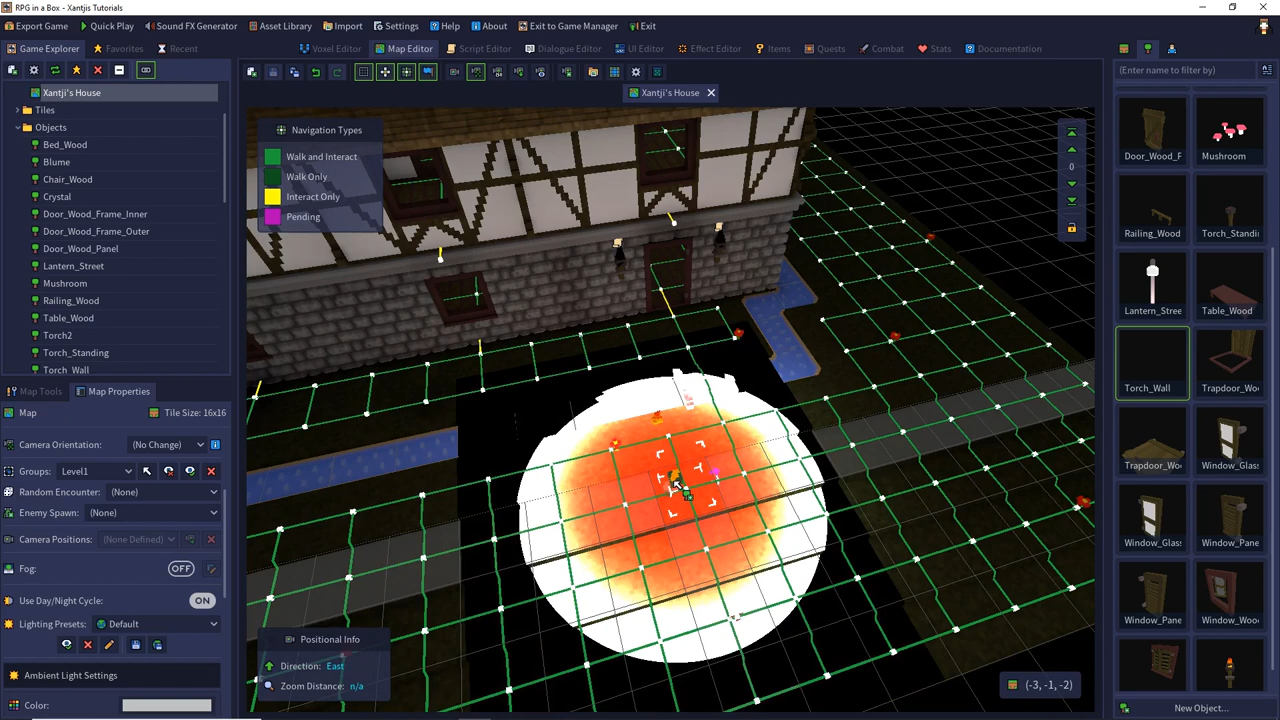 RPG in a Box - Xantjis Tutorials
Export Game Quick Play Sound FX Generator Asset Library Import Settings Help About Exit to Game Manager Exit
Game Explorer Favorites Recent Voxel Editor Map Editor Script Editor Dialogue Editor UI Editor Effect Editor Items Quests Combat Stats Documentation
(Enter name to filter by)
Xantji's House
Tiles
Objects
Bed_Wood
Blume
Chair_Wood
Crystal
Door_Wood_Frame_Inner
Door_Wood_Frame_Outer
Door_Wood_Panel
Lantern_Street
Mushroom
Railing_Wood
Table_Wood
Torch2
Torch_Standing
Torch_Wall
Map Tools Map Properties
Map Tile Size: 16x16
Camera Orientation: (No Change)
Groups: Level1
Random Encounter: (None)
Enemy Spawn: (None)
Camera Positions: (None Defined)
Fog: OFF
Use Day/Night Cycle: ON
Lighting Presets: Default
Ambient Light Settings
Color:
Xantji's House
Navigation Types
Walk and Interact
Walk Only
Interact Only
Pending
0
Positional Info
Direction: East
Zoom Distance: n/a
(-3, -1, -2)
Door_Wood_F Mushroom
Railing_Wood Torch_Standi
Lantern_Stree Table_Wood
Torch_Wall Trapdoor_Wo
Trapdoor_Wo Window_Glass
Window_Glass Window_Pane
Window_Pane Window_Wood
New Object...